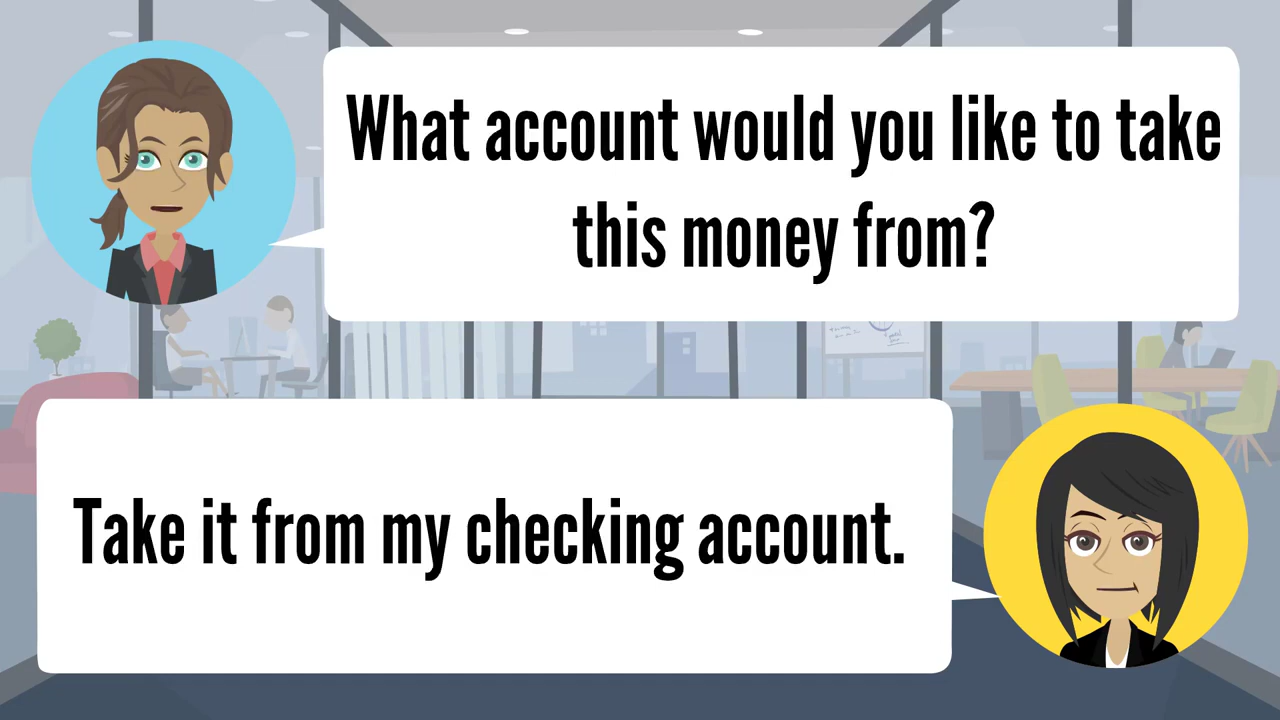 What account would you like to take
this money from?
Take it from my checking account.